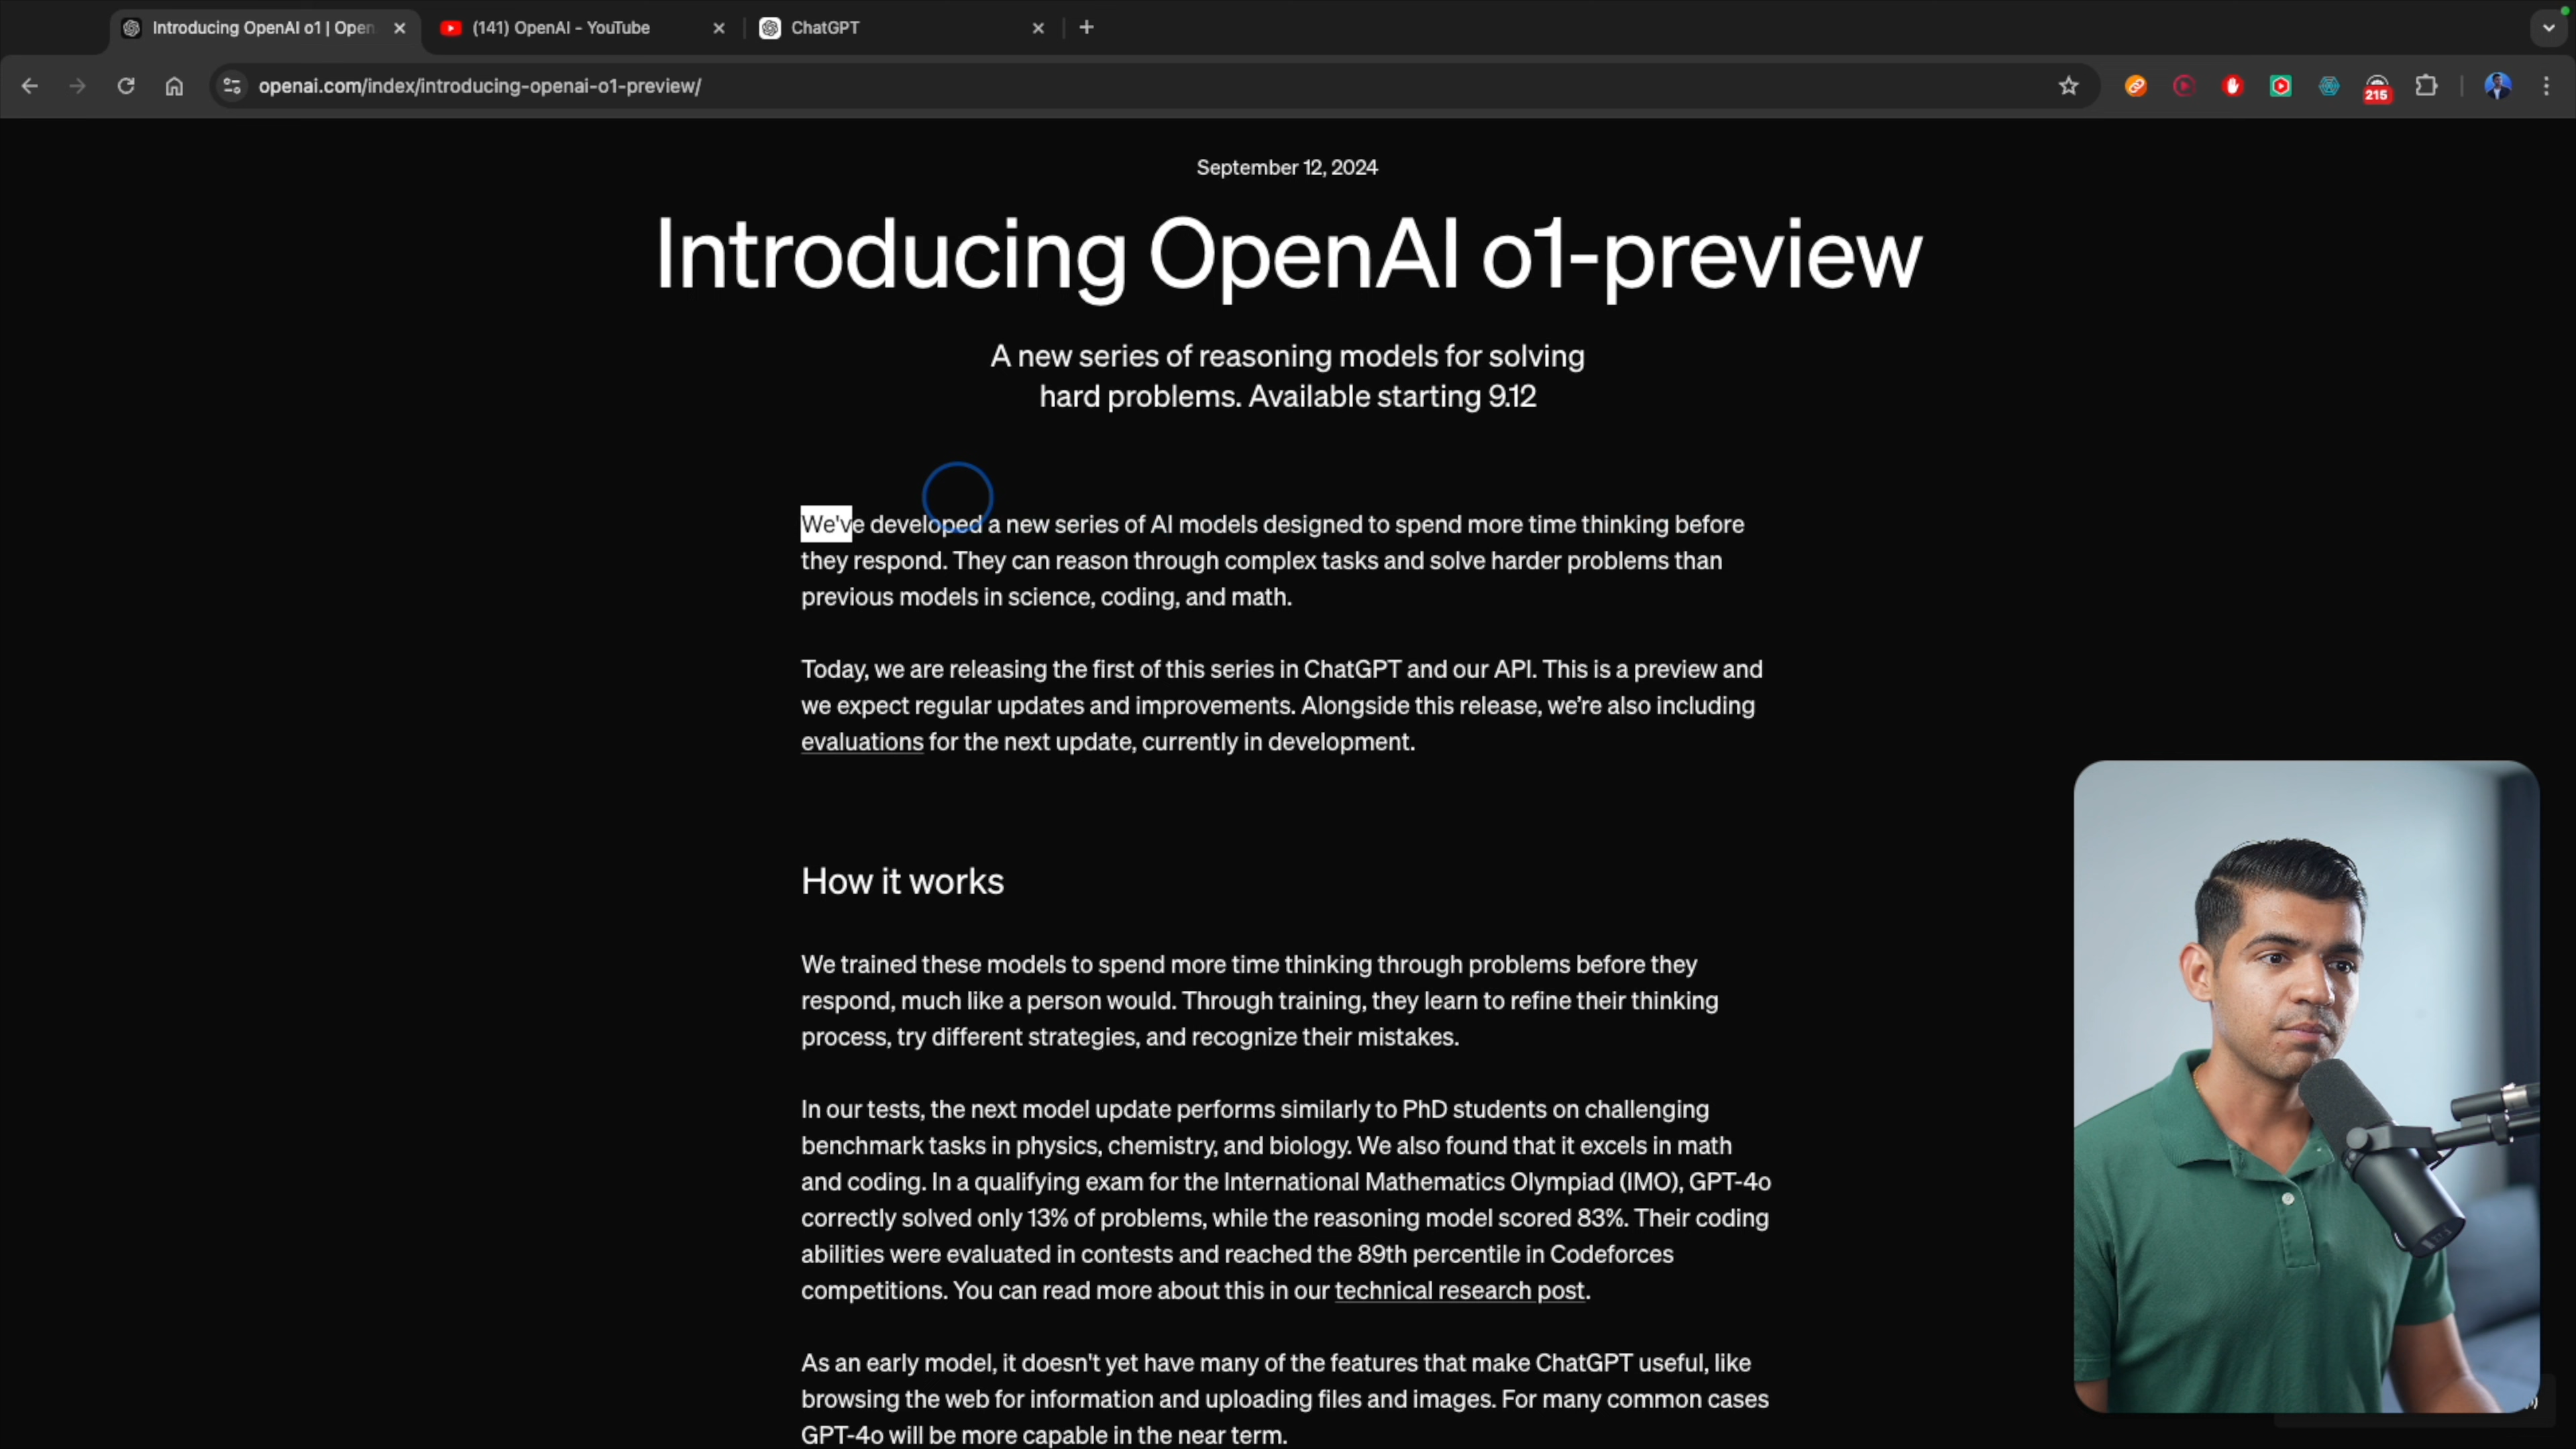 Introducing OpenAI o1 | Open
(141) OpenAI - YouTube
ChatGPT
openai.com/index/introducing-openai-o1-preview/
215
September 12, 2024
Introducing OpenAI o1-preview
A new series of reasoning models for solving
hard problems. Available starting 9.12
We've developed a new series of AI models designed to spend more time thinking before
they respond. They can reason through complex tasks and solve harder problems than
previous models in science, coding, and math.
Today, we are releasing the first of this series in ChatGPT and our API. This is a preview and
we expect regular updates and improvements. Alongside this release, we’re also including
evaluations for the next update, currently in development.
How it works
We trained these models to spend more time thinking through problems before they
respond, much like a person would. Through training, they learn to refine their thinking
process, try different strategies, and recognize their mistakes.
In our tests, the next model update performs similarly to PhD students on challenging
benchmark tasks in physics, chemistry, and biology. We also found that it excels in math
and coding. In a qualifying exam for the International Mathematics Olympiad (IMO), GPT-4o
correctly solved only 13% of problems, while the reasoning model scored 83%. Their coding
abilities were evaluated in contests and reached the 89th percentile in Codeforces
competitions. You can read more about this in our technical research post.
As an early model, it doesn't yet have many of the features that make ChatGPT useful, like
browsing the web for information and uploading files and images. For many common cases
GPT-4o will be more capable in the near term.